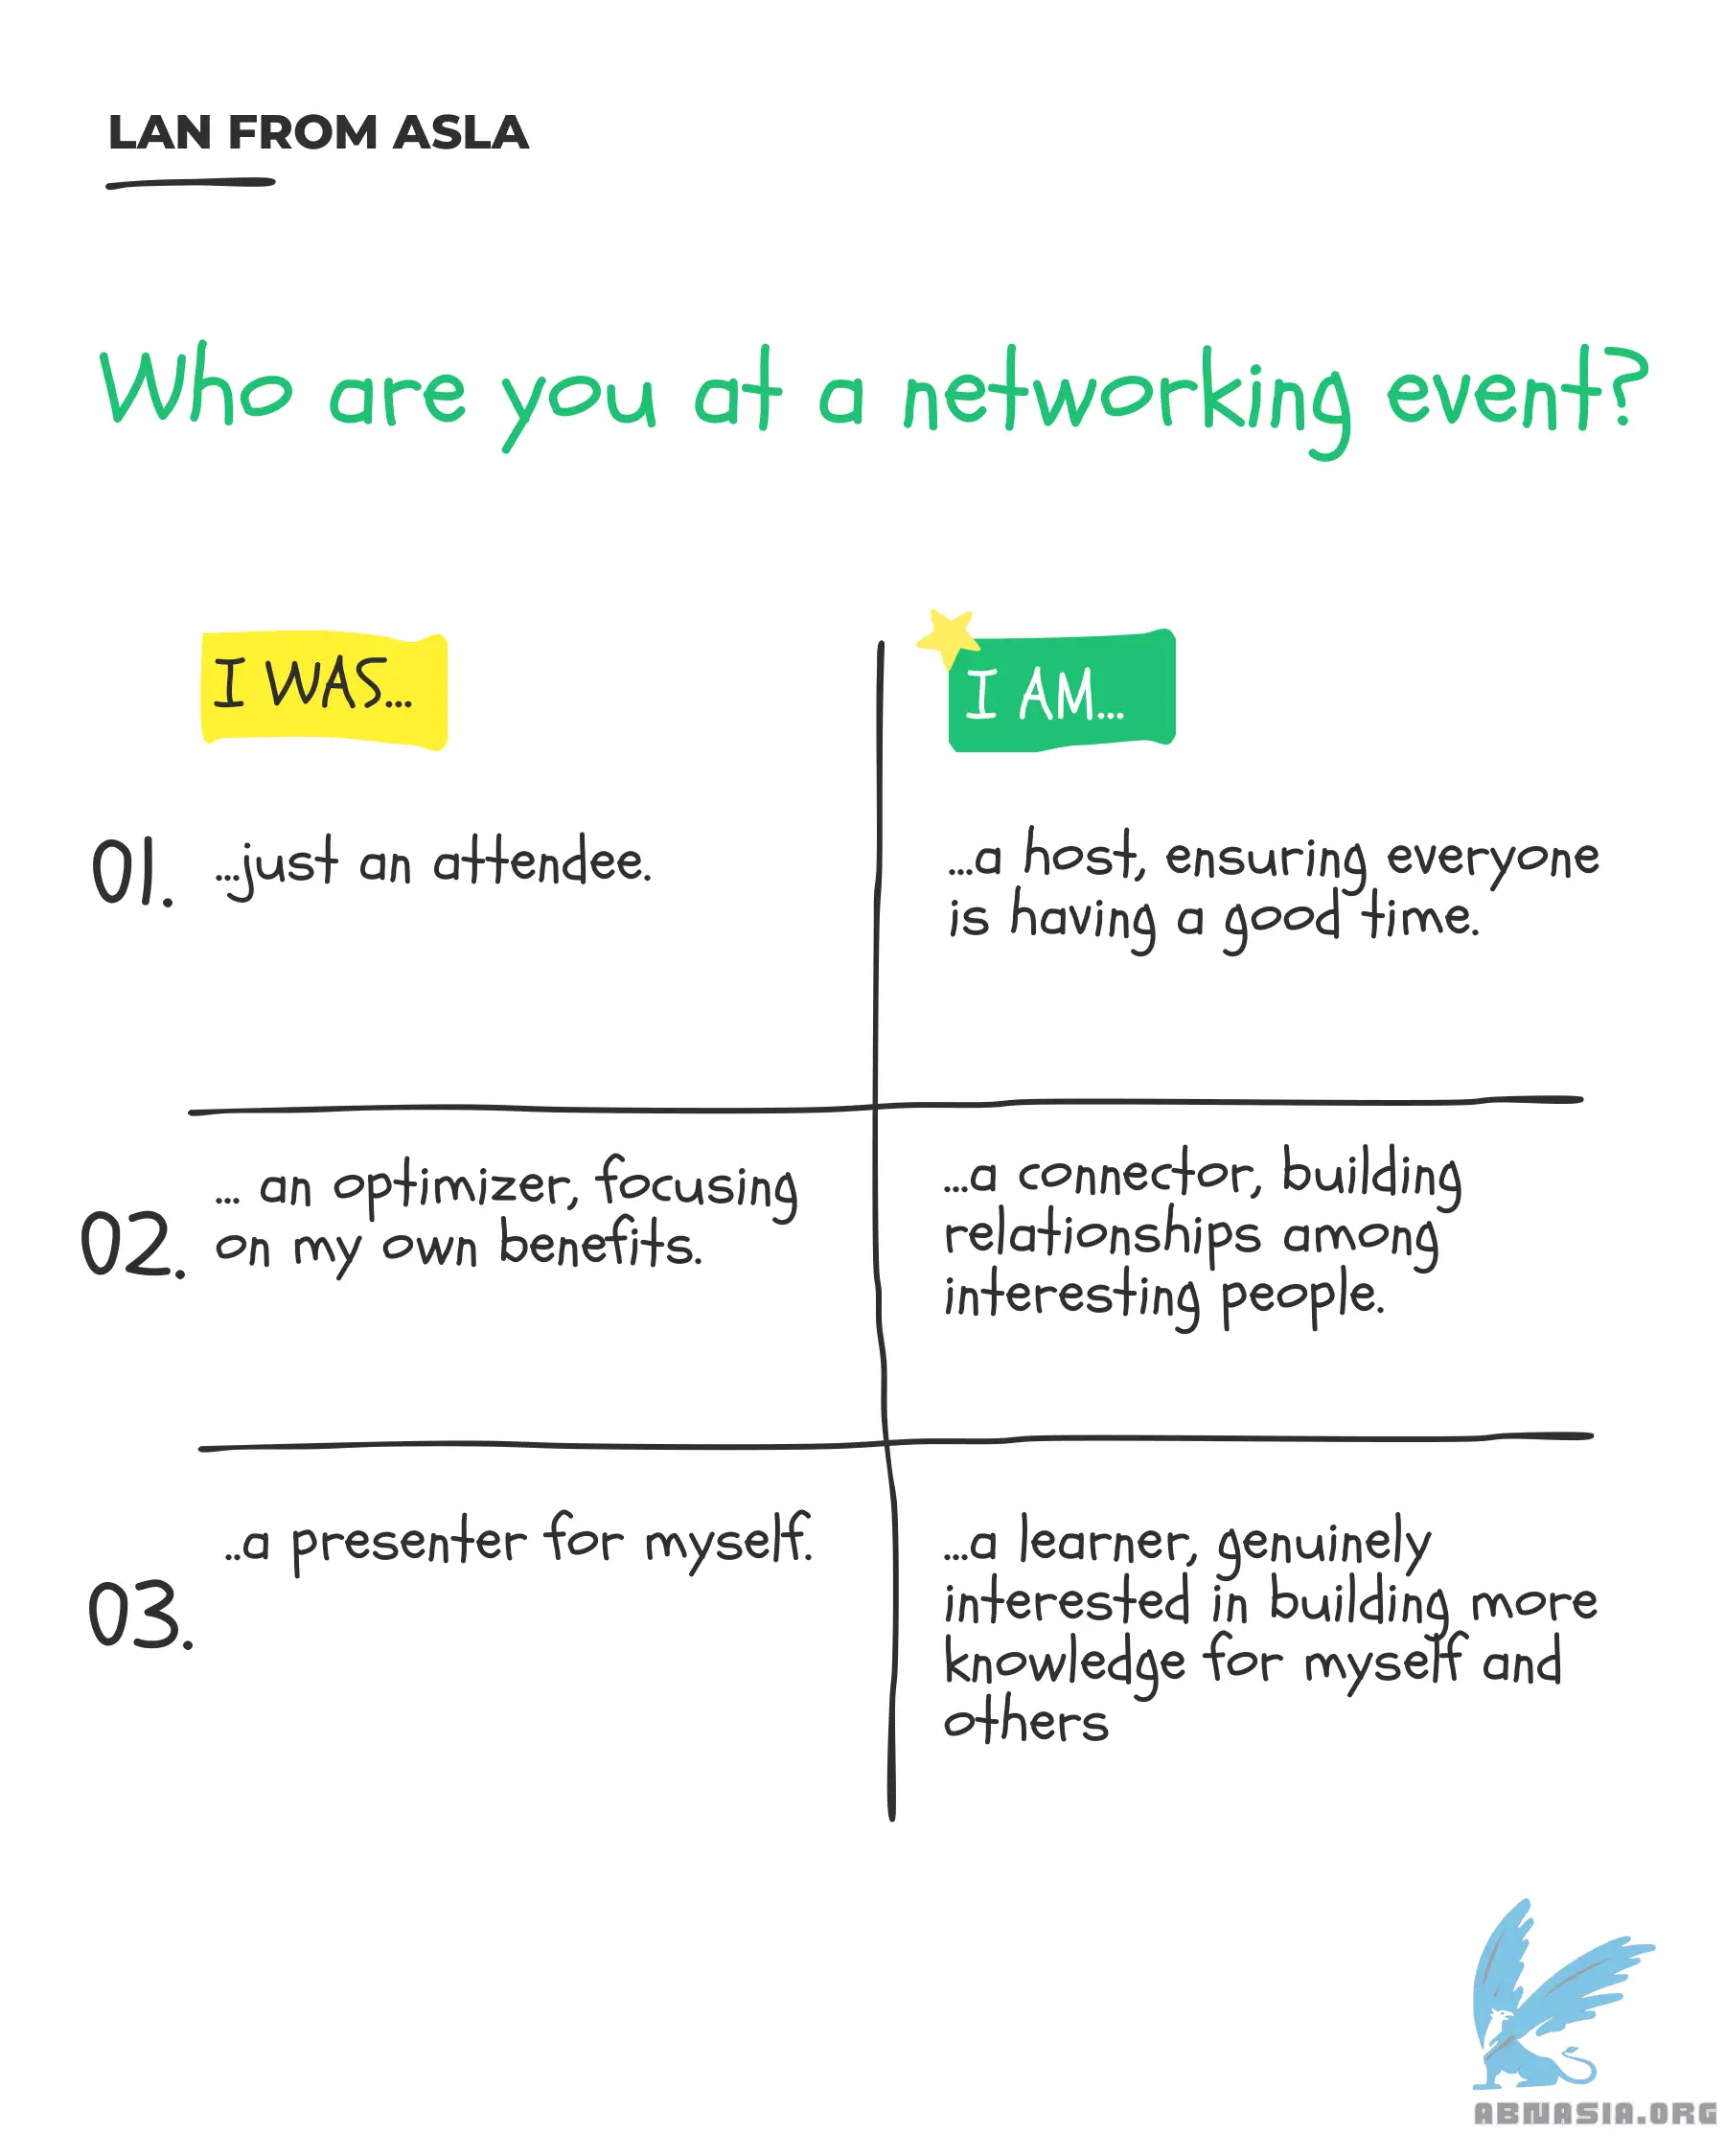 LAN FROM ASLA
Who are you at a networking event?
I WAS...
I AM...
01.
...just an attendee.
...a host, ensuring everyone
is having a good time.
02.
... an optimizer, focusing
on my own benefits.
...a connector, building
relationships among
interesting people.
03.
..a presenter for myself.
...a learner, genuinely
interested in building more
knowledge for myself and
others
ABNASIA.ORG